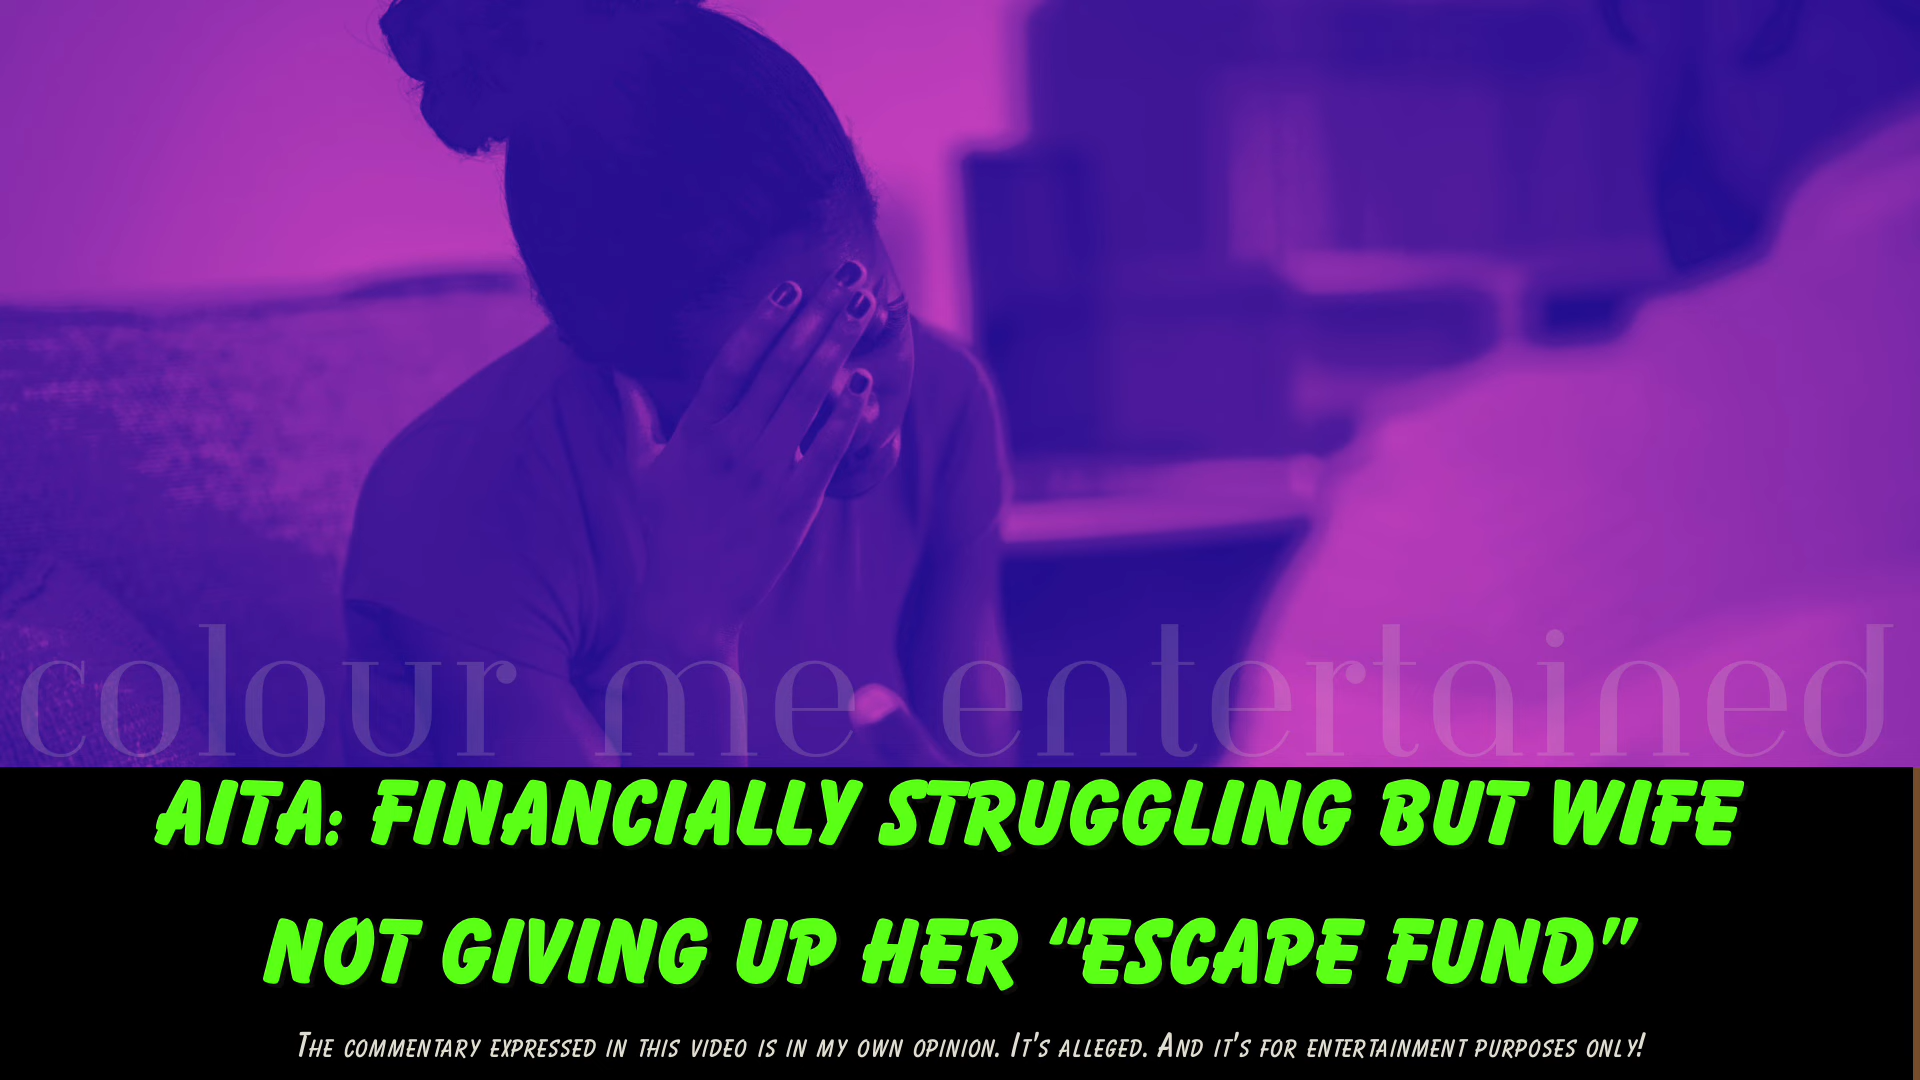 colour me entertained
AITA: FINANCIALLY STRUGGLING BUT WIFE
NOT GIVING UP HER “ESCAPE FUND”
The commentary expressed in this video is in my own opinion. It's alleged. And it's for entertainment purposes only!